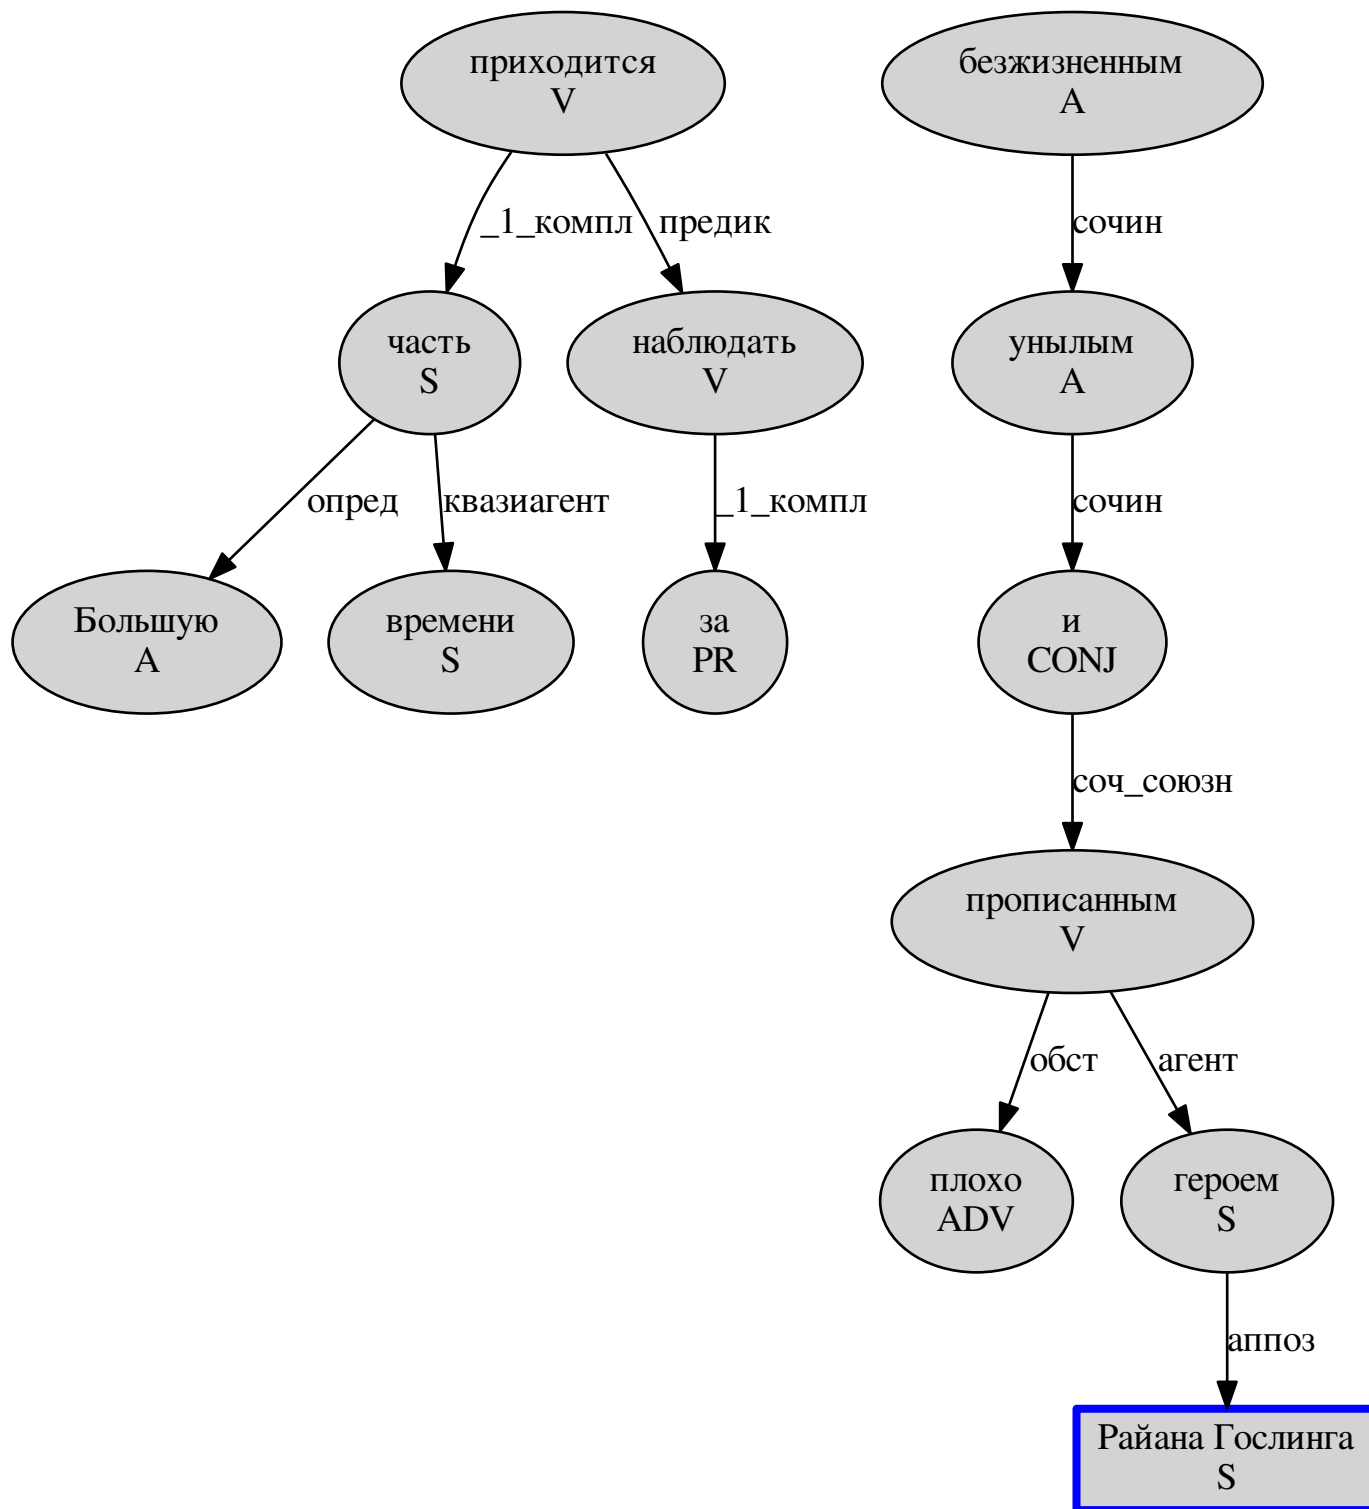 приходится
V
безжизненным
A
_1_компл
предик
сочин
часть
S
наблюдать
V
унылым
A
опред
квазиагент
_1_компл
сочин
Большую
A
времени
S
за
PR
и
CONJ
соч_союзн
прописанным
V
обст
агент
плохо
ADV
героем
S
аппоз
Райана Гослинга
S